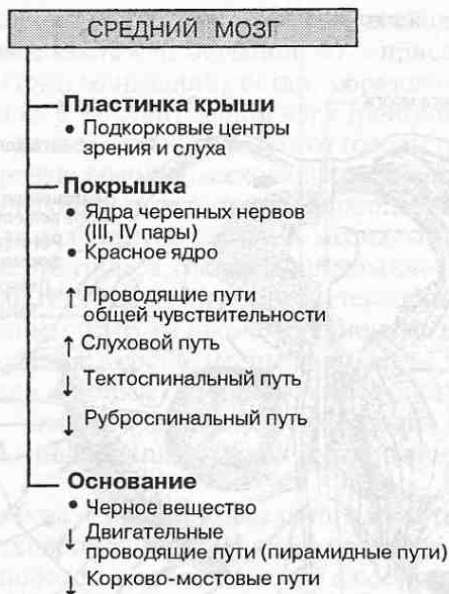 СРЕДНИЙ МОЗГ
Пластинка крыши
• Подкорковые центры
зрения и слуха
Покрышка
• Ядра черепных нервов
(III, IV пары)
• Красное ядро
↑ Проводящие пути
общей чувствительности
↑ Слуховой путь
↓ Тектоспинальный путь
↓ Руброспинальный путь
Основание
• Черное вещество
↓ Двигательные
проводящие пути (пирамидные пути)
↓ Корково-мостовые пути